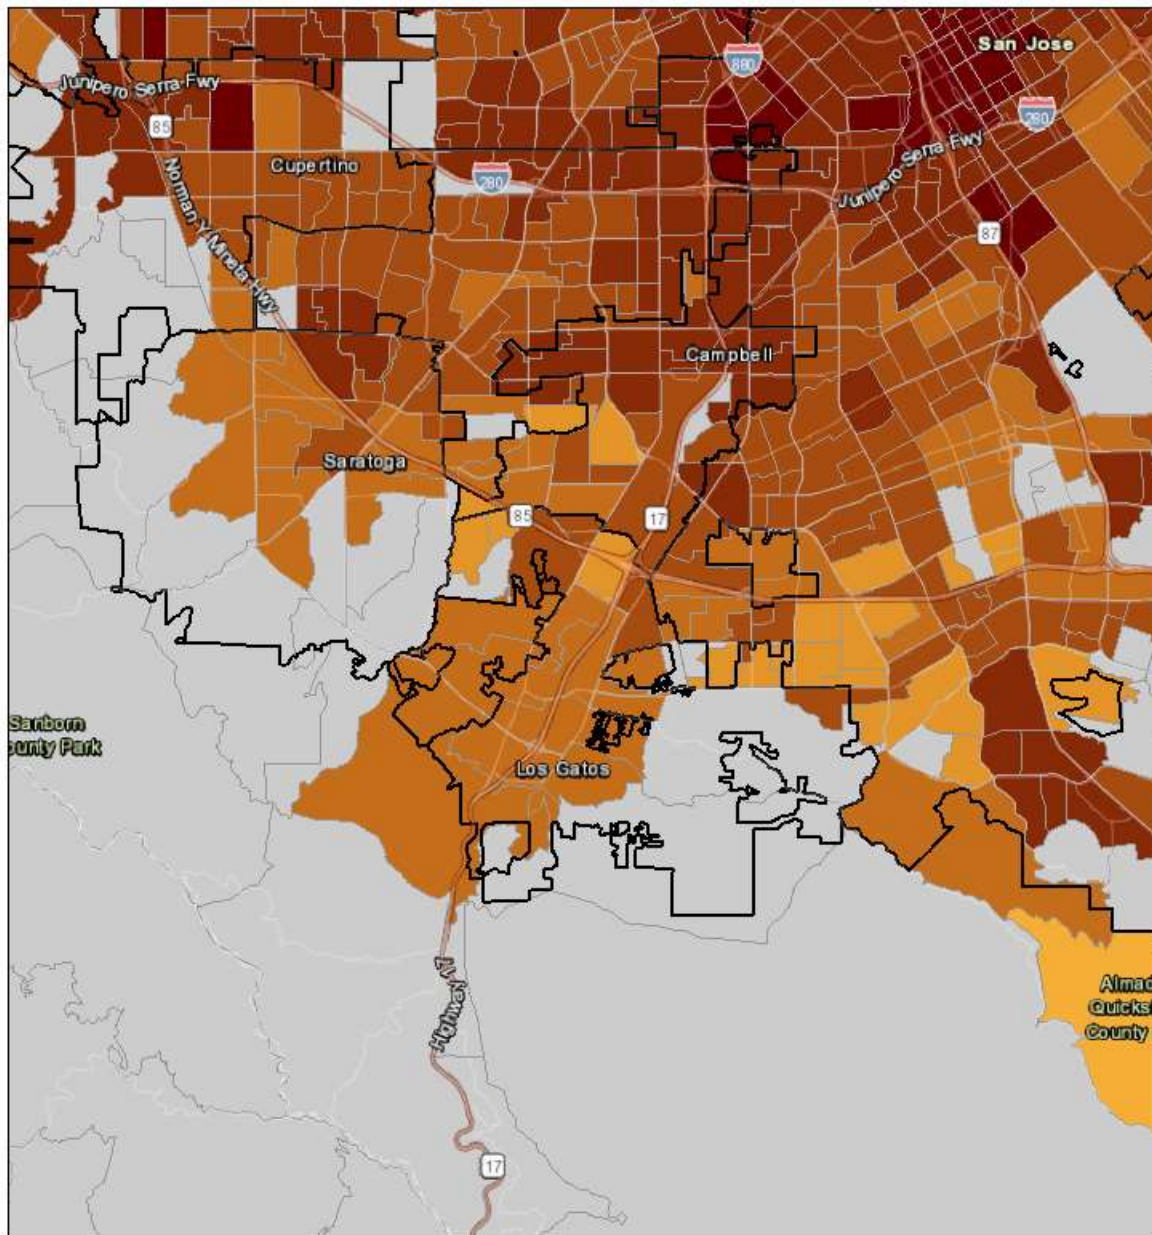 San Jose
880
Junipero Serra Fwy
280
85
Cupertino
280
Junipero Serra Fwy
Norman Y Mineta Hwy
87
Campbell
Saratoga
85
17
Sanborn
ounty Park
Los Gatos
Almad
Quicks
County
Highway 17
17